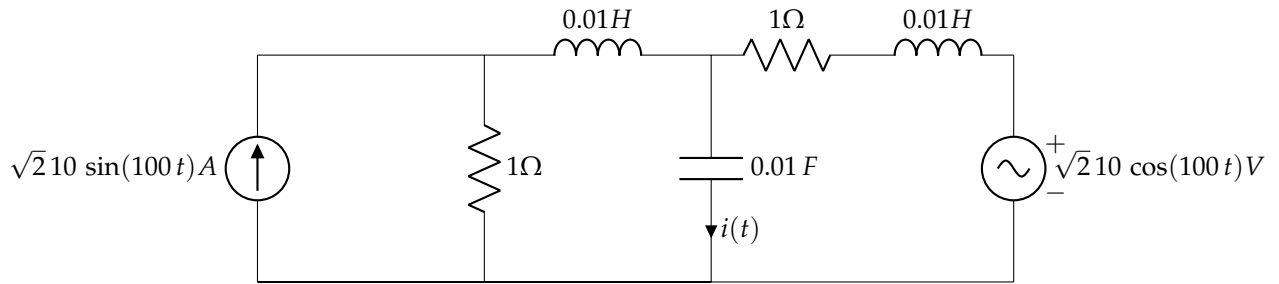 0.01H
1Ω
0.01H
√2 10 sin(100 t)A
1Ω
0.01 F
+
√2 10 cos(100 t)V
−
i(t)